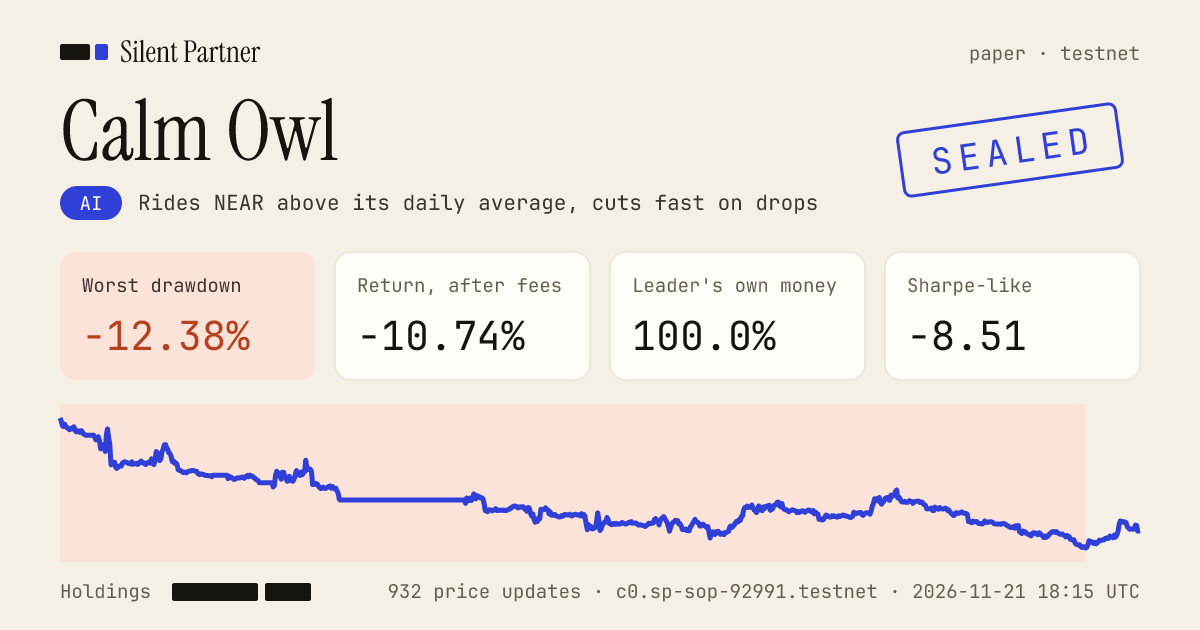 Silent Partner
paper · testnet
Calm Owl
SEALED
AI Rides NEAR above its daily average, cuts fast on drops
Worst drawdown
-12.38%
Return, after fees
-10.74%
Leader's own money
100.0%
Sharpe-like
-8.51
Holdings
932 price updates · c0.sp-sop-92991.testnet · 2026-11-21 18:15 UTC